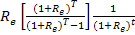 R_e [ (1+R_e)^T / ((1+R_e)^T − 1) ] 1 / (1+R_e)^t